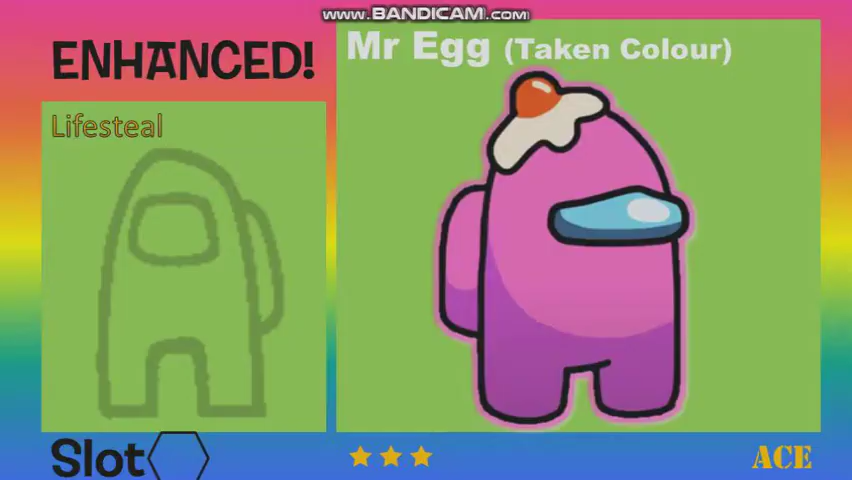 www.BANDICAM.com
ENHANCED!
Mr Egg (Taken Colour)
Lifesteal
Slot
ACE